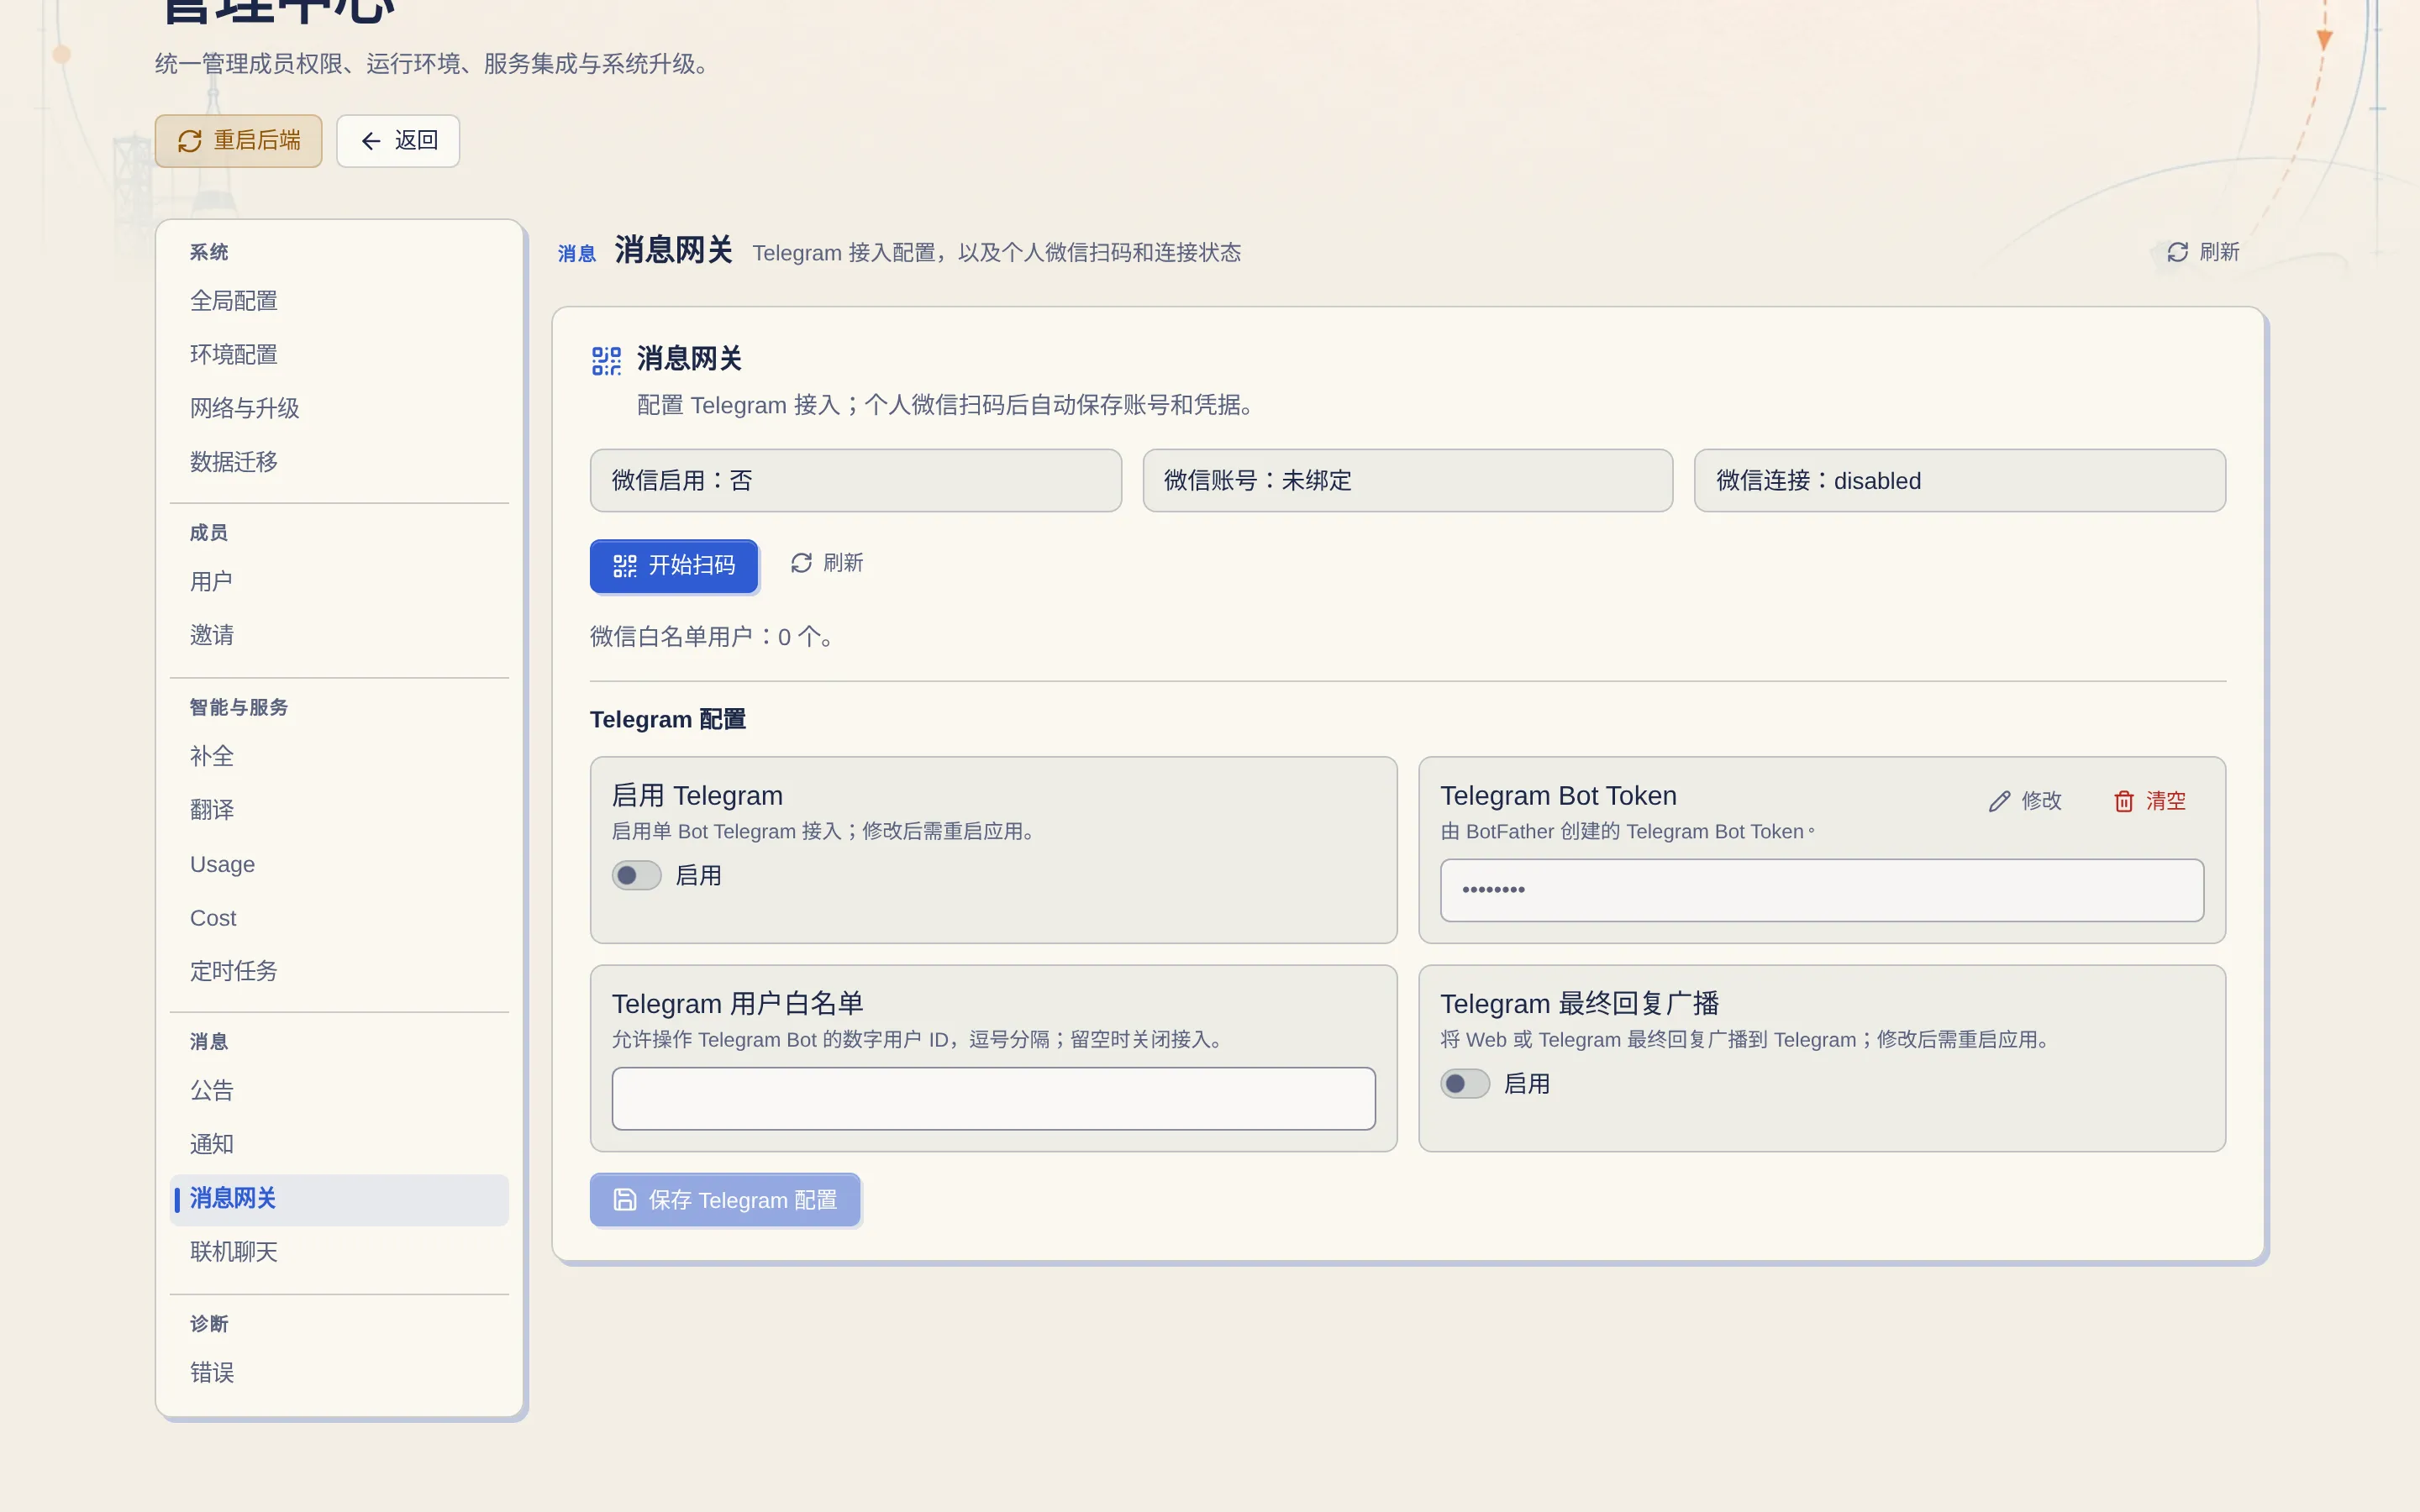 管理中心
统一管理成员权限、运行环境、服务集成与系统升级。
重启后端
返回
系统
全局配置
环境配置
网络与升级
数据迁移
成员
用户
邀请
智能与服务
补全
翻译
Usage
Cost
定时任务
消息
公告
通知
消息网关
联机聊天
诊断
错误
消息 消息网关 Telegram 接入配置，以及个人微信扫码和连接状态
刷新
消息网关
配置 Telegram 接入；个人微信扫码后自动保存账号和凭据。
微信启用：否
微信账号：未绑定
微信连接：disabled
开始扫码
刷新
微信白名单用户：0 个。
Telegram 配置
启用 Telegram
启用单 Bot Telegram 接入；修改后需重启应用。
启用
Telegram Bot Token
修改
清空
由 BotFather 创建的 Telegram Bot Token。
••••••••
Telegram 用户白名单
允许操作 Telegram Bot 的数字用户 ID，逗号分隔；留空时关闭接入。
Telegram 最终回复广播
将 Web 或 Telegram 最终回复广播到 Telegram；修改后需重启应用。
启用
保存 Telegram 配置